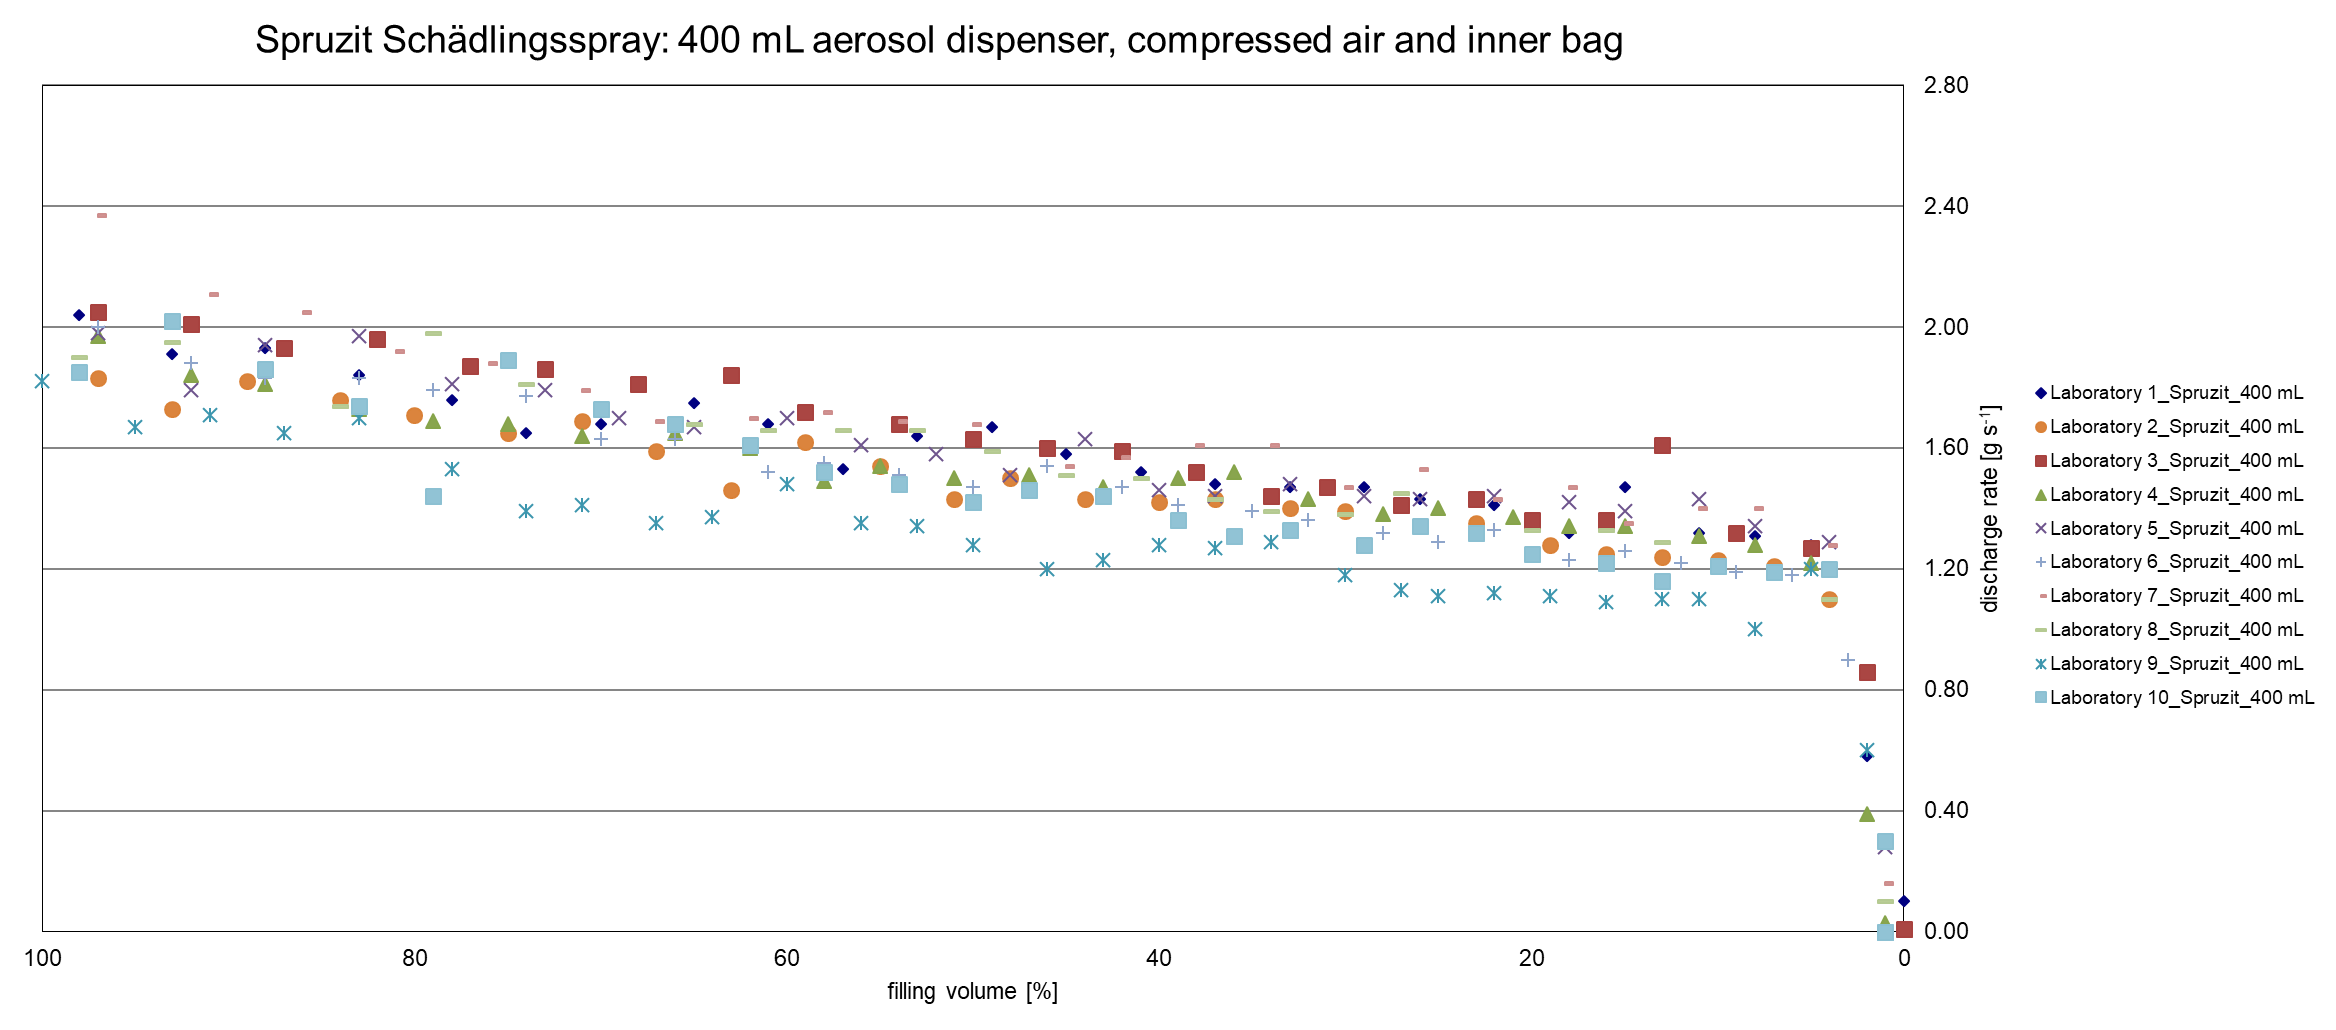 Spruzit Schädlingsspray: 400 mL aerosol dispenser, compressed air and inner bag
2.80
2.40
2.00
1.60
1.20
0.80
0.40
0.00
discharge rate [g s⁻¹]
100
80
60
40
20
0
filling volume [%]
Laboratory 1_Spruzit_400 mL
Laboratory 2_Spruzit_400 mL
Laboratory 3_Spruzit_400 mL
Laboratory 4_Spruzit_400 mL
Laboratory 5_Spruzit_400 mL
Laboratory 6_Spruzit_400 mL
Laboratory 7_Spruzit_400 mL
Laboratory 8_Spruzit_400 mL
Laboratory 9_Spruzit_400 mL
Laboratory 10_Spruzit_400 mL